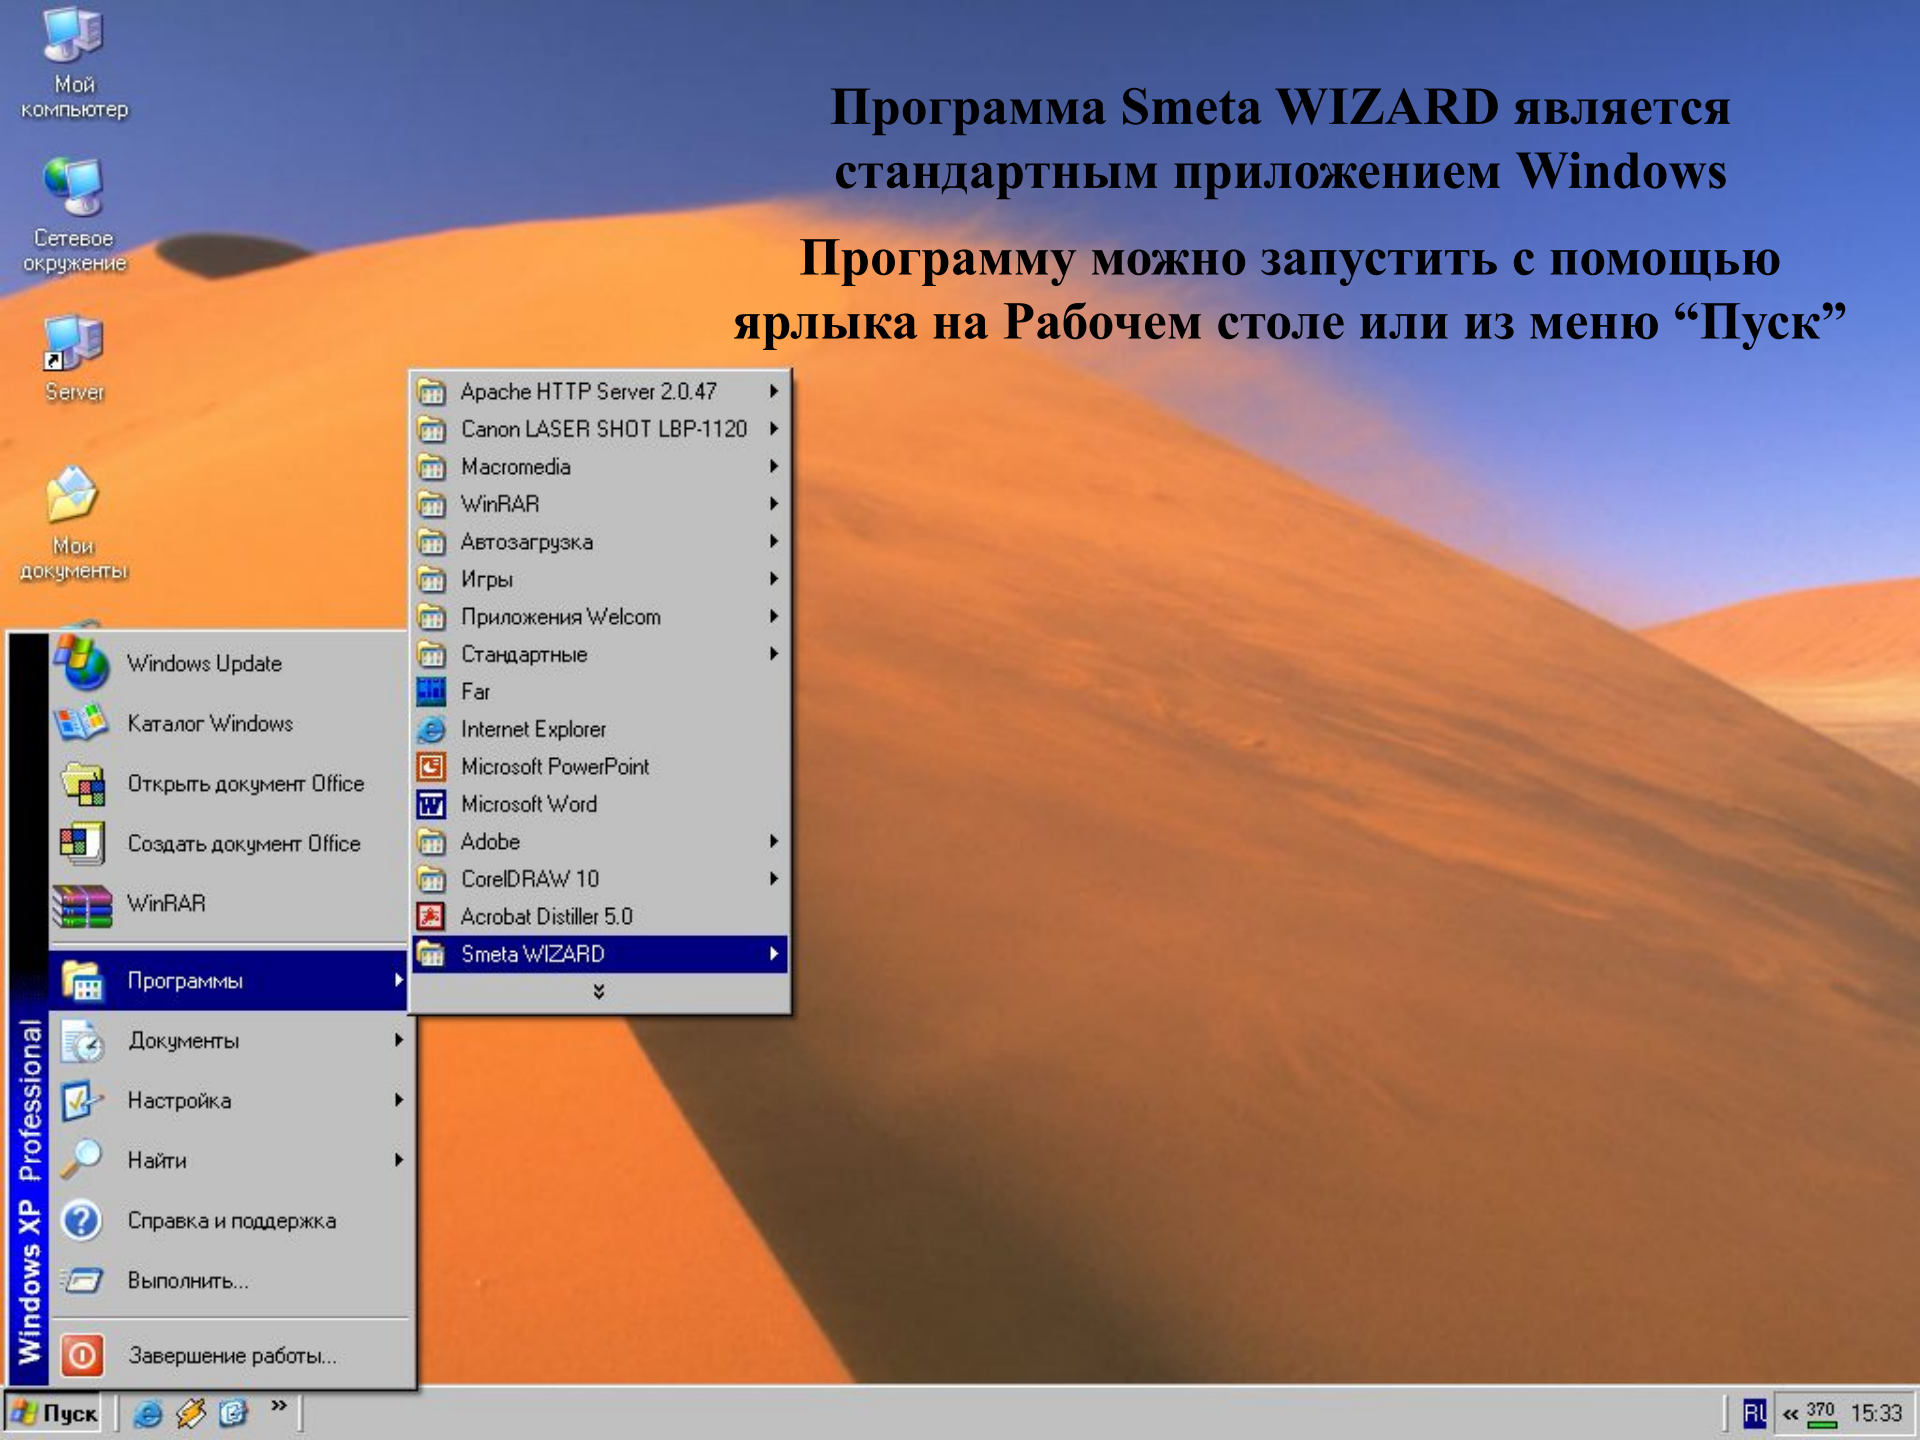 Мой
компьютер
Сетевое
окружение
Server
Мои
документы
Программа Smeta WIZARD является
стандартным приложением Windows
Программу можно запустить с помощью
ярлыка на Рабочем столе или из меню “Пуск”
Apache HTTP Server 2.0.47
Canon LASER SHOT LBP-1120
Macromedia
WinRAR
Автозагрузка
Игры
Приложения Welcom
Стандартные
Far
Internet Explorer
Microsoft PowerPoint
Microsoft Word
Adobe
CorelDRAW 10
Acrobat Distiller 5.0
Smeta WIZARD
Windows Update
Каталог Windows
Открыть документ Office
Создать документ Office
WinRAR
Программы
Документы
Настройка
Найти
Справка и поддержка
Выполнить...
Завершение работы...
Windows XP Professional
Пуск
»
RU
« 370 15:33